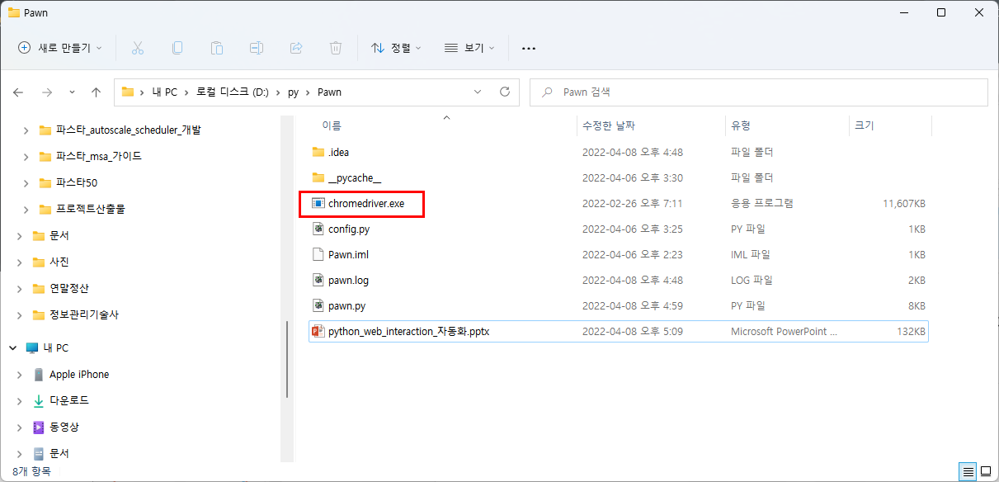 Pawn
새로 만들기
정렬
보기
내 PC
로컬 디스크 (D:)
py
Pawn
Pawn 검색
파스타_autoscale_scheduler_개발
파스타_msa_가이드
파스타50
프로젝트산출물
문서
사진
연말정산
정보관리기술사
내 PC
Apple iPhone
다운로드
동영상
문서
이름 수정한 날짜 유형 크기
.idea 2022-04-08 오후 4:48 파일 폴더
__pycache__ 2022-04-06 오후 3:30 파일 폴더
chromedriver.exe 2022-02-26 오후 7:11 응용 프로그램 11,607KB
config.py 2022-04-06 오후 3:25 PY 파일 1KB
Pawn.iml 2022-04-06 오후 2:23 IML 파일 1KB
pawn.log 2022-04-08 오후 4:48 LOG 파일 2KB
pawn.py 2022-04-08 오후 4:59 PY 파일 8KB
python_web_interaction_자동화.pptx 2022-04-08 오후 5:09 Microsoft PowerPoint ... 132KB
8개 항목